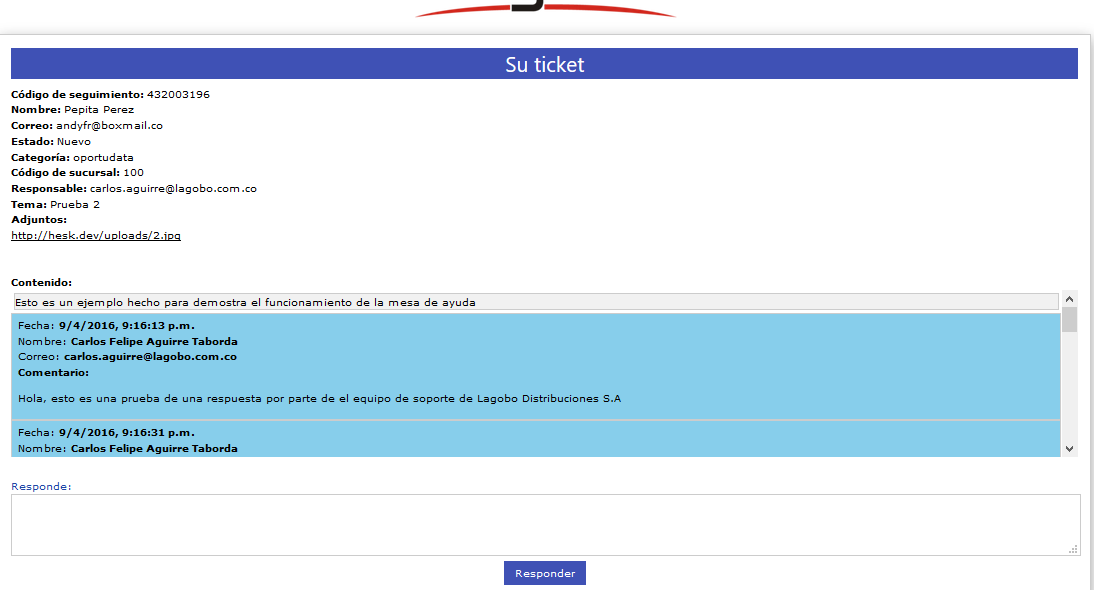 Su ticket
Código de seguimiento: 432003196
Nombre: Pepita Perez
Correo: andyfr@boxmail.co
Estado: Nuevo
Categoría: oportudata
Código de sucursal: 100
Responsable: carlos.aguirre@lagobo.com.co
Tema: Prueba 2
Adjuntos:
http://hesk.dev/uploads/2.jpg
Contenido:
Esto es un ejemplo hecho para demostra el funcionamiento de la mesa de ayuda
Fecha: 9/4/2016, 9:16:13 p.m.
Nombre: Carlos Felipe Aguirre Taborda
Correo: carlos.aguirre@lagobo.com.co
Comentario:
Hola, esto es una prueba de una respuesta por parte de el equipo de soporte de Lagobo Distribuciones S.A
Fecha: 9/4/2016, 9:16:31 p.m.
Nombre: Carlos Felipe Aguirre Taborda
Responde:
Responder